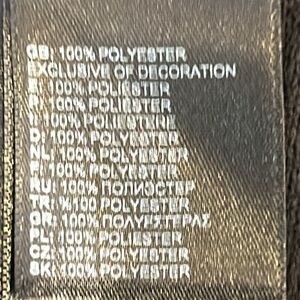 GB: 100% POLYESTER
EXCLUSIVE OF DECORATION
E: 100% POLIESTER
P: 100% POLIESTER
I: 100% POLIESTERE
D: 100% POLYESTER
NL: 100% POLYESTER
F: 100% POLYESTER
RU: 100% ПОЛИЭСТЕР
TR: %100 POLYESTER
GR: 100% ΠΟΛΥΕΣΤΕΡΑΣ
PL: 100% POLIESTER
CZ: 100% POLYESTER
SK: 100% POLYESTER